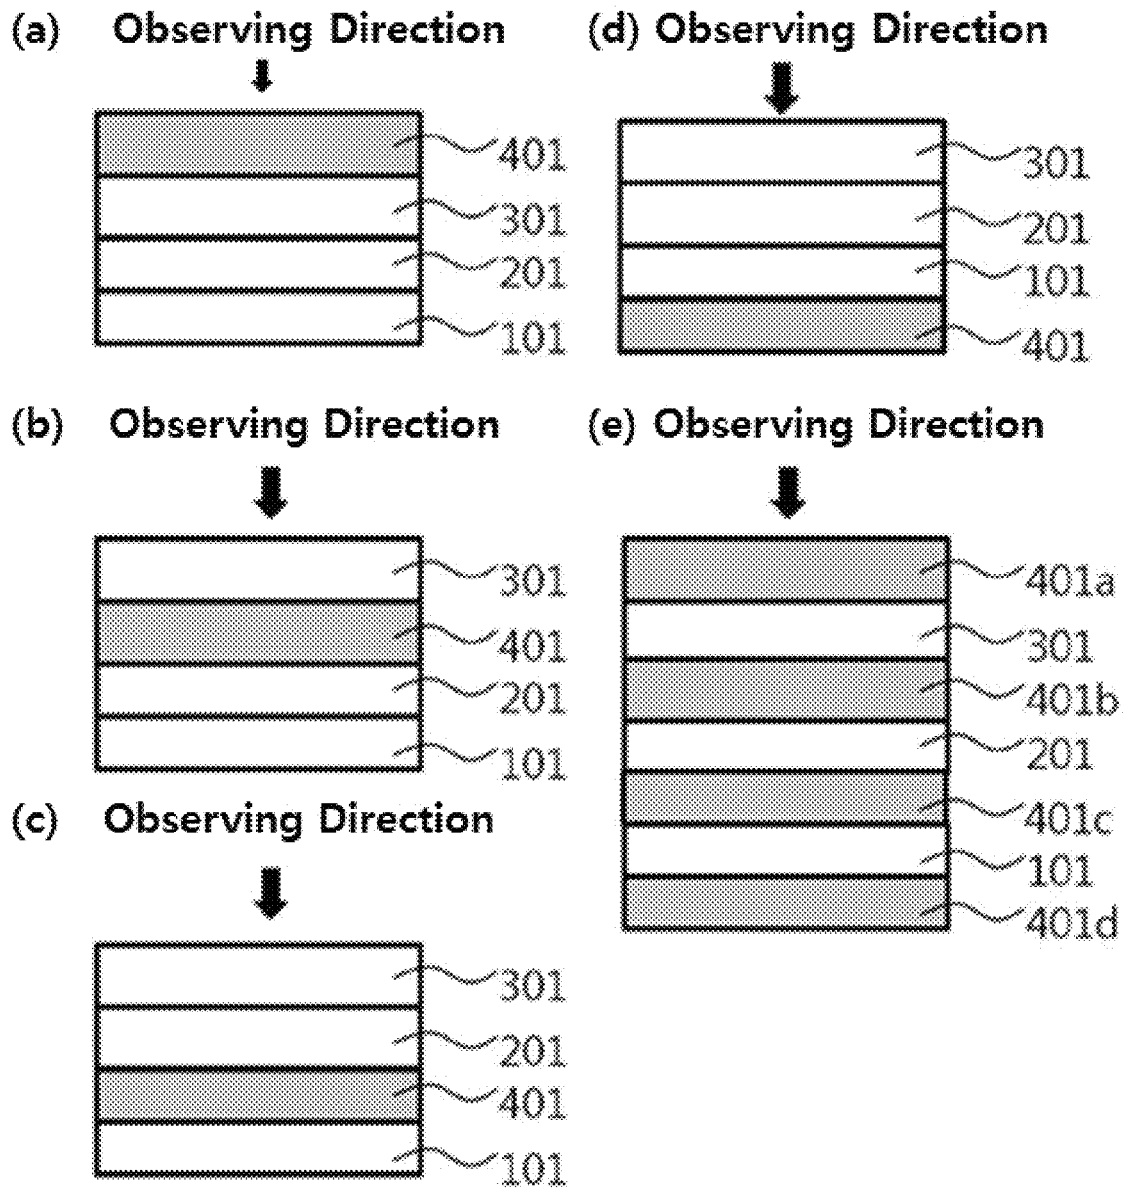 (a) Observing Direction
401
301
201
101
(b) Observing Direction
301
401
201
101
(c) Observing Direction
301
201
401
101
(d) Observing Direction
301
201
101
401
(e) Observing Direction
401a
301
401b
201
401c
101
401d